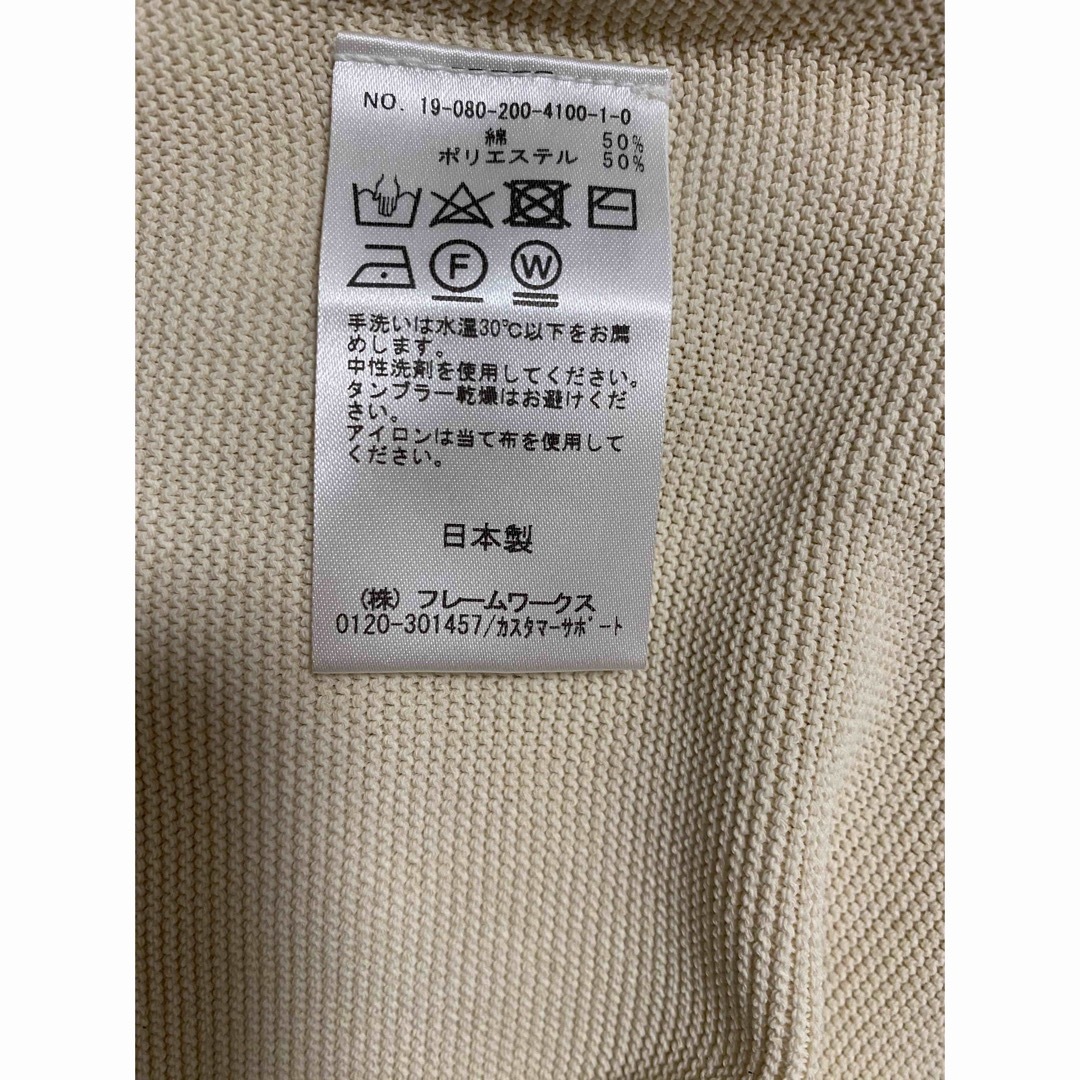 NO. 19-080-200-4100-1-0
綿 50%
ポリエステル 50%
F W
手洗いは水温30℃以下をお薦
めします。
中性洗剤を使用してください。
タンブラー乾燥はお避けくだ
さい。
アイロンは当て布を使用して
ください。
日本製
(株) フレームワークス
0120-301457/カスタマーサポート